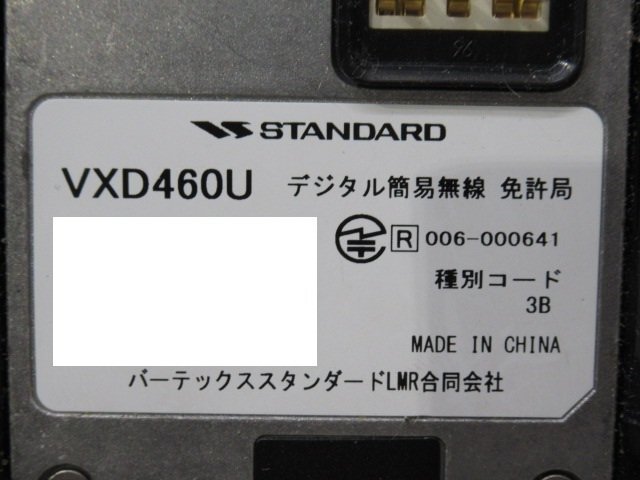 STANDARD
VXD460U デジタル簡易無線 免許局
R 006-000641
種別コード
3B
MADE IN CHINA
バーテックススタンダードLMR合同会社